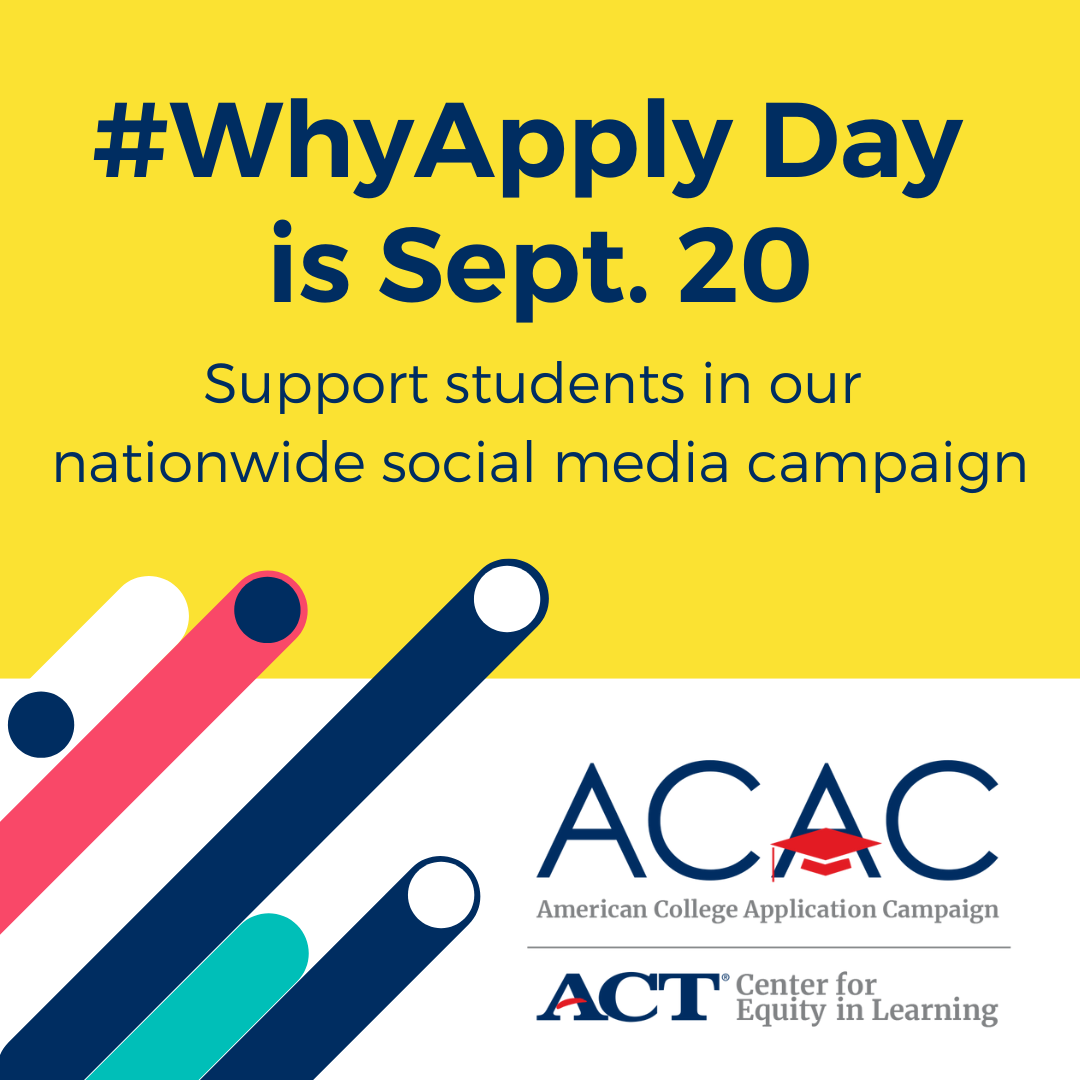 #WhyApply Day
is Sept. 20
Support students in our
nationwide social media campaign
ACAC
American College Application Campaign
ACT® Center for
Equity in Learning